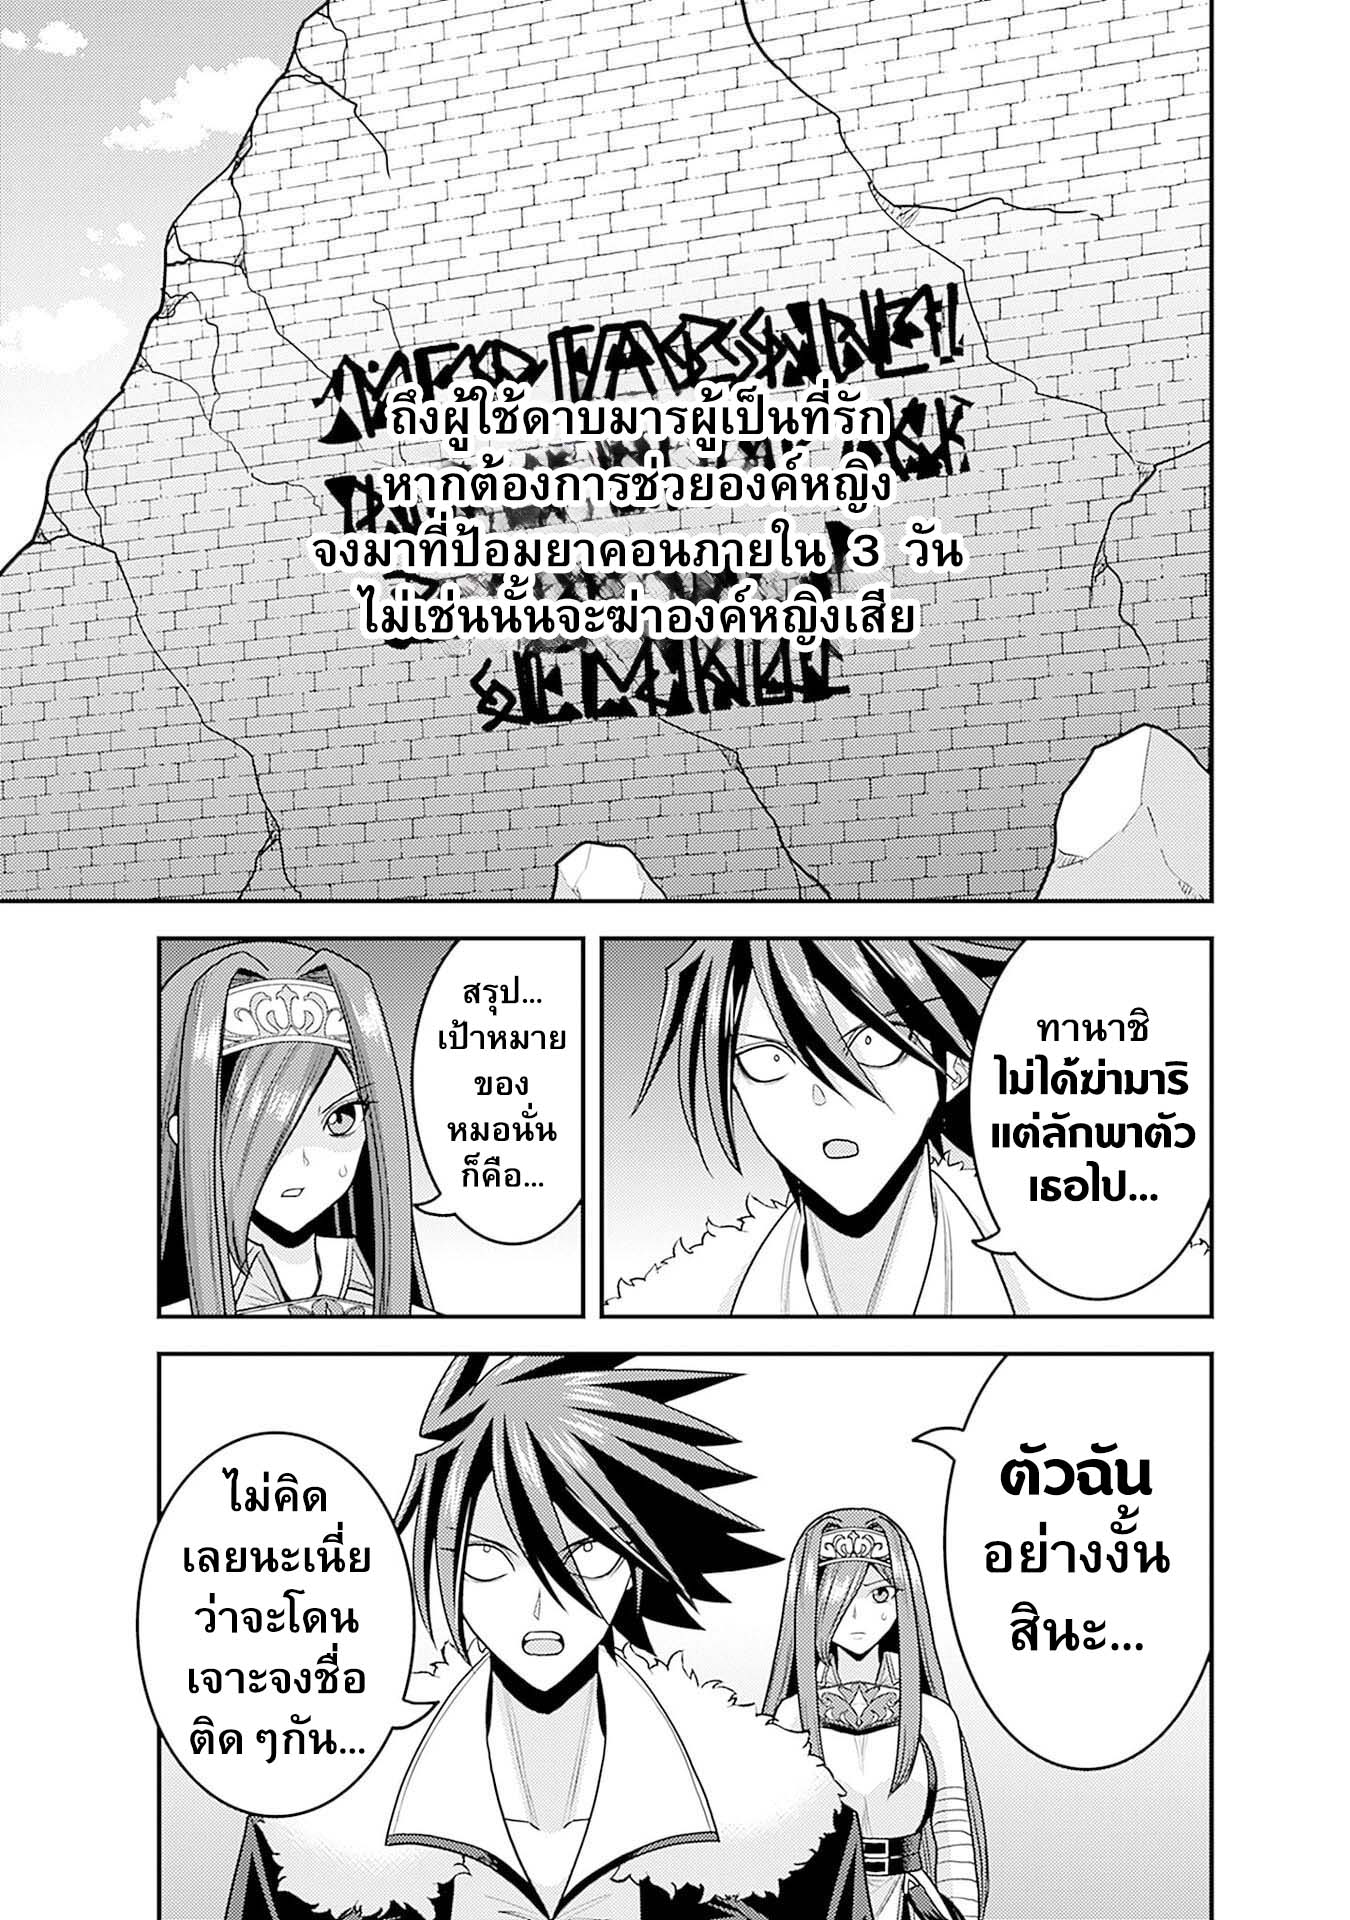 ถึงผู้ใช้ดาบมารผู้เป็นที่รัก
หากต้องการช่วยองค์หญิง
จงมาที่ป้อมยาคอนภายใน 3 วัน
ไม่เช่นนั้นจะฆ่าองค์หญิงเสีย
ทานาชิ
ไม่ได้ฆ่ามาริ
แต่ลักพาตัว
เธอไป...
สรุป...
เป้าหมาย
ของ
หมอนั่น
ก็คือ...
ตัวฉัน
อย่างงั้น
สินะ...
ไม่คิด
เลยนะเนี่ย
ว่าจะโดน
เจาะจงชื่อ
ติด ๆกัน...